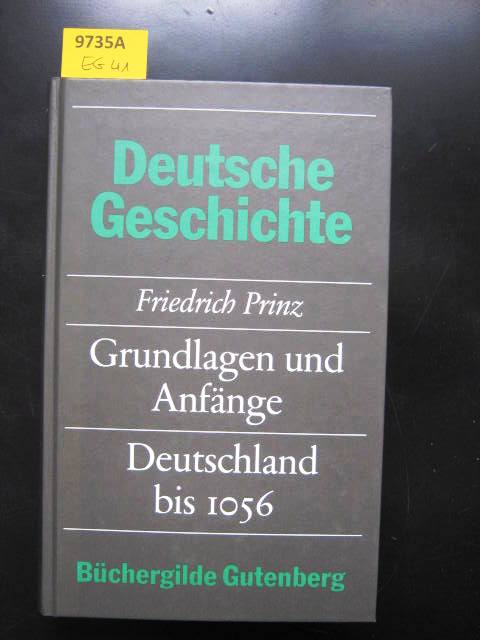 9735A
EG 41
Deutsche
Geschichte
Friedrich Prinz
Grundlagen und
Anfänge
Deutschland
bis 1056
Büchergilde Gutenberg